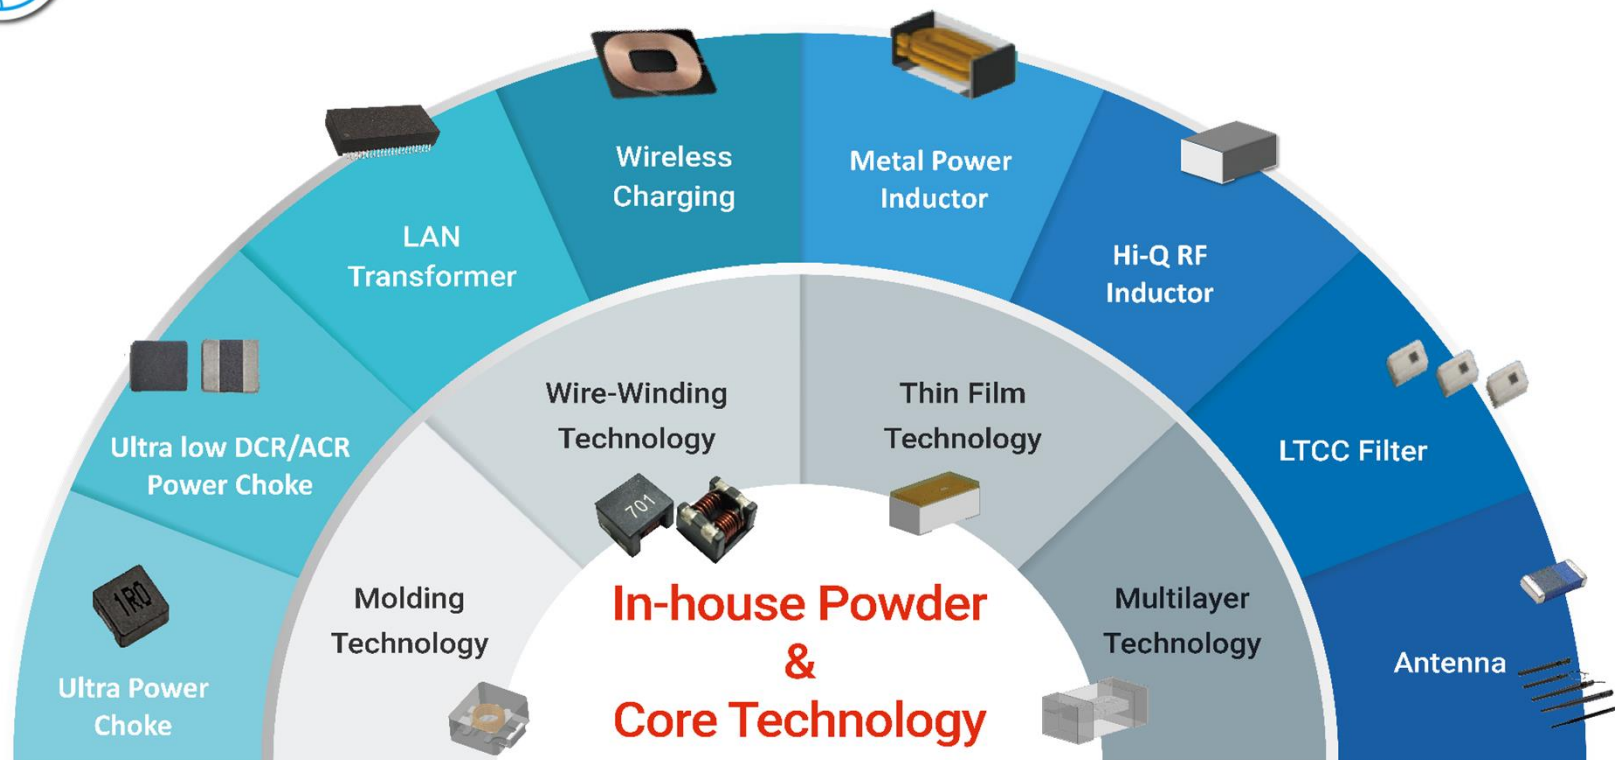 Wireless
Charging
Metal Power
Inductor
LAN
Transformer
Hi-Q RF
Inductor
Ultra low DCR/ACR
Power Choke
LTCC Filter
Ultra Power
Choke
Antenna
Wire-Winding
Technology
Thin Film
Technology
Molding
Technology
Multilayer
Technology
701
1R0
In-house Powder
&
Core Technology